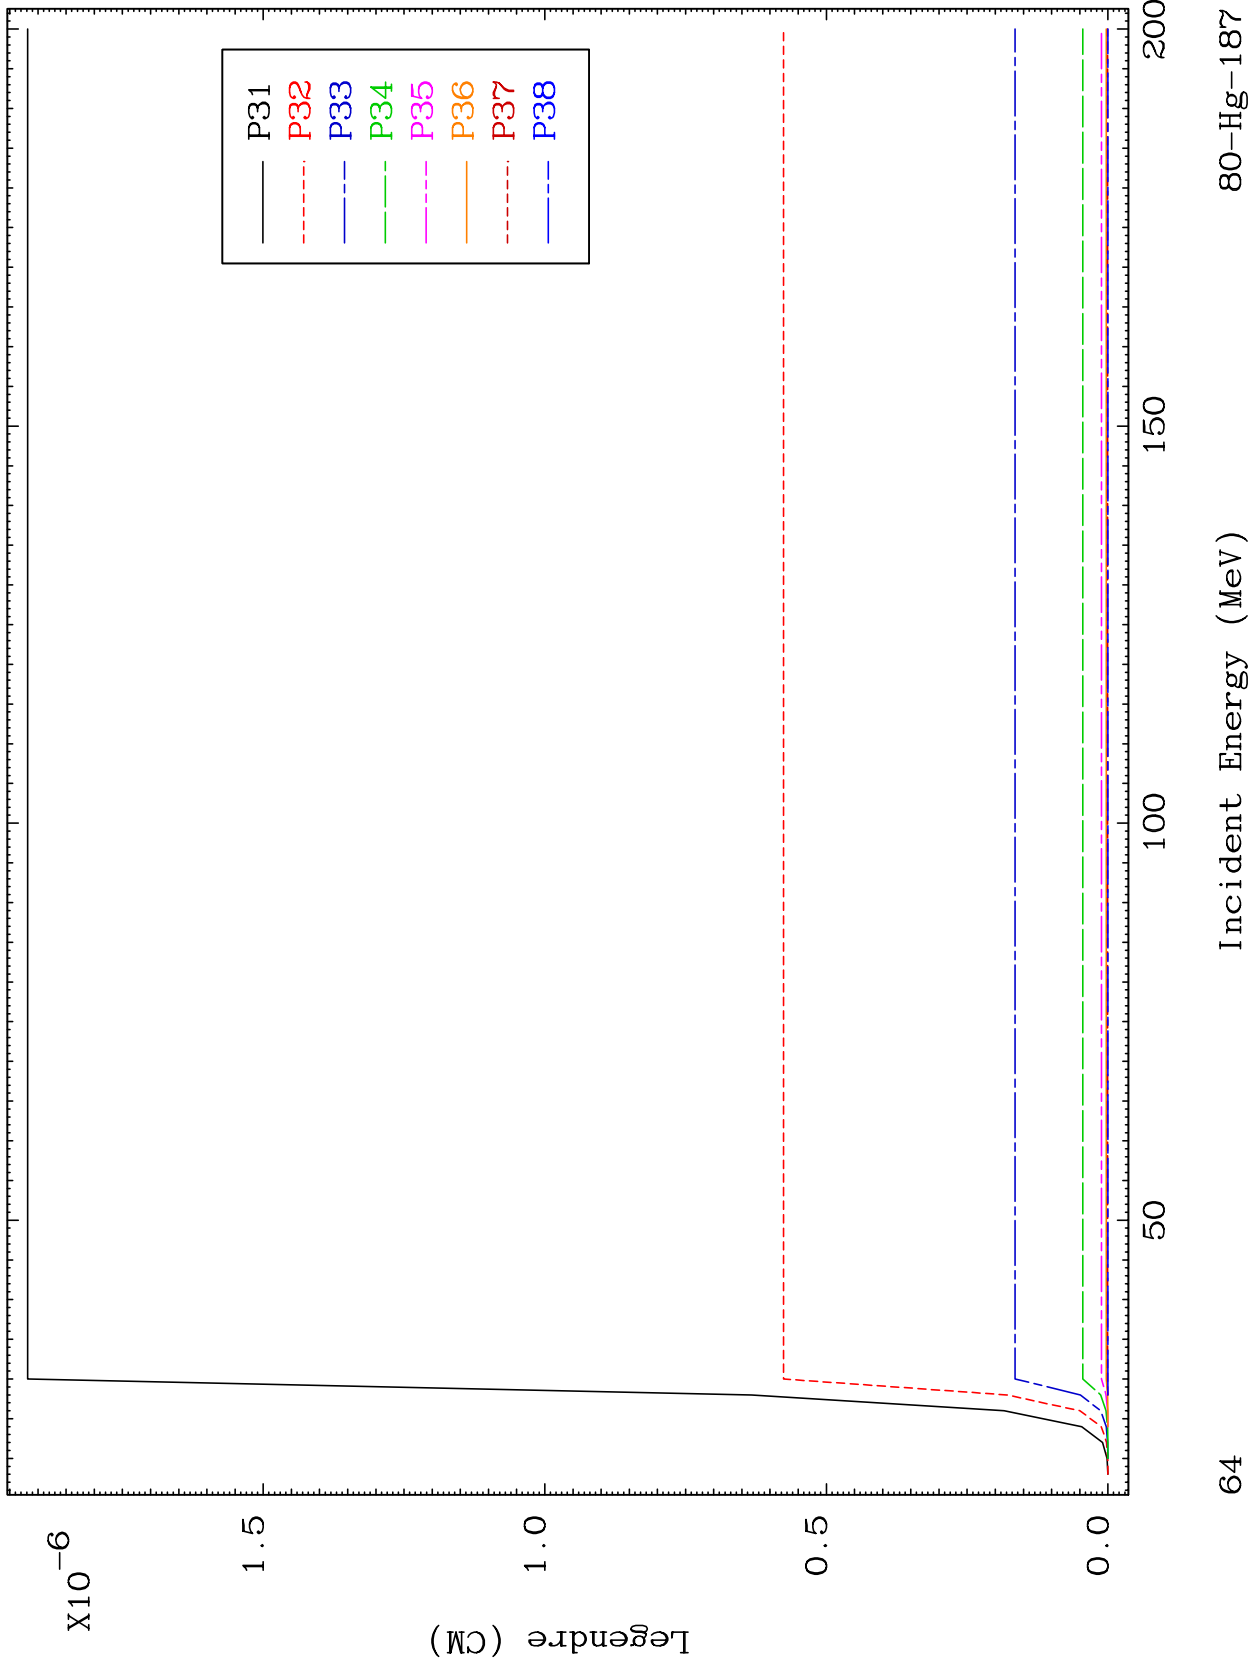 X10⁻⁶
Legendre (CM)
1.5
1.0
0.5
0.0
P31
P32
P33
P34
P35
P36
P37
P38
50
100
150
200
64
Incident Energy (MeV)
80-Hg-187